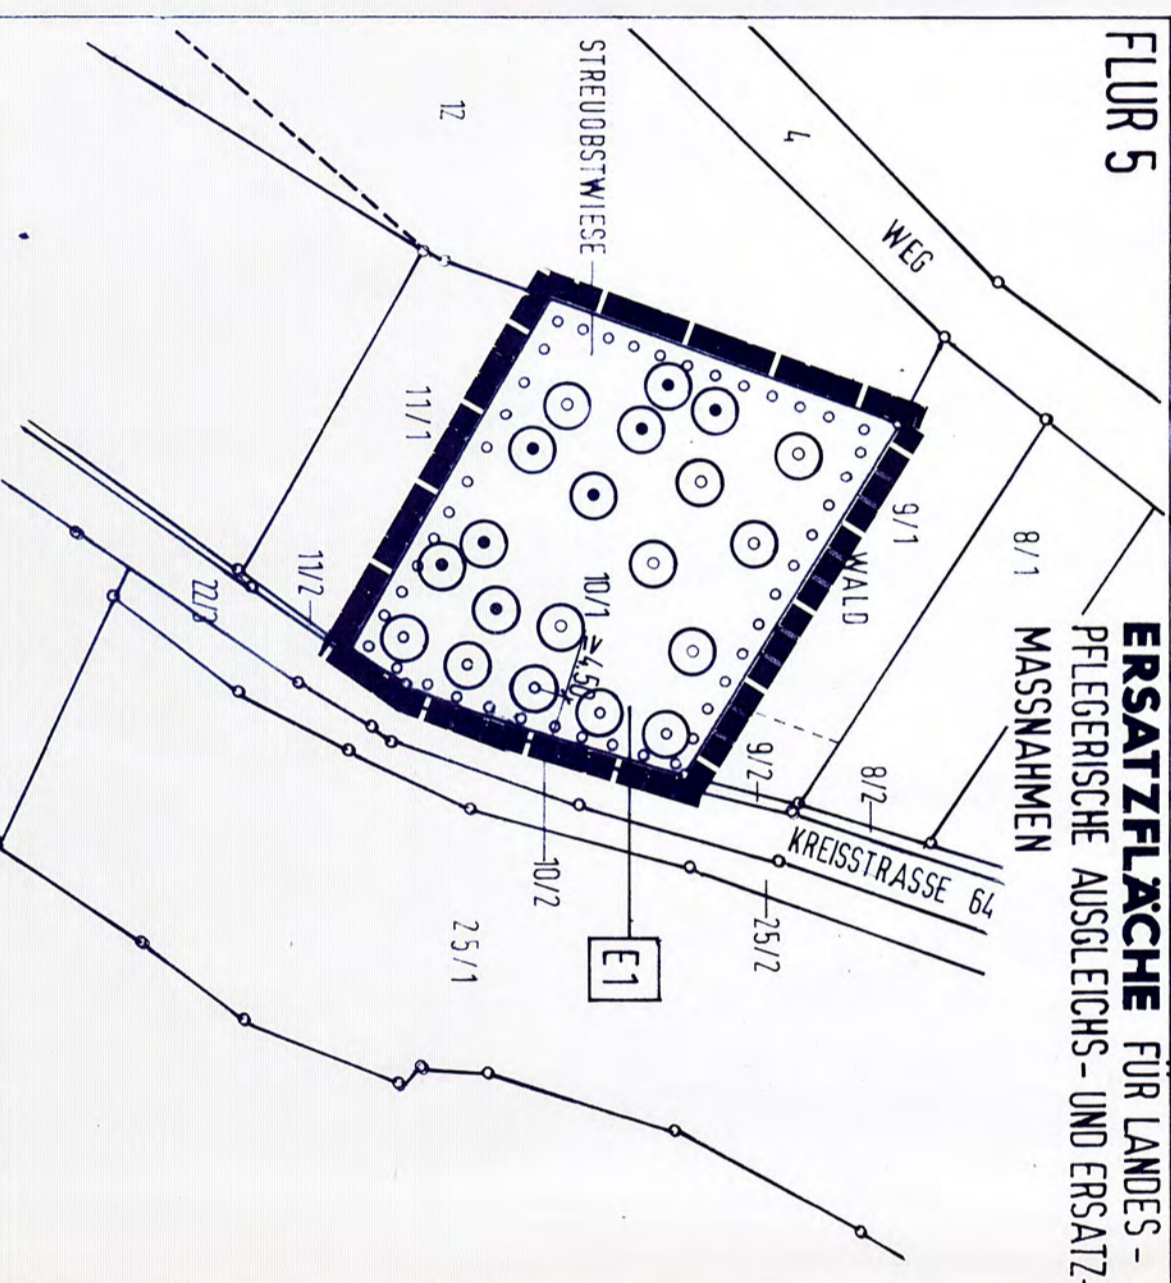 FLUR 5
ERSATZFLÄCHE FÜR LANDES -
PFLEGERISCHE AUSGLEICHS- UND ERSATZ-
MASSNAHMEN
4
WEG
8/1
9/1
WALD
8/2
9/2
KREISSTRASSE 64
25/2
12
STREUOBSTWIESE
10/1
≥4.50
E1
10/2
25/1
11/1
11/2
22/3